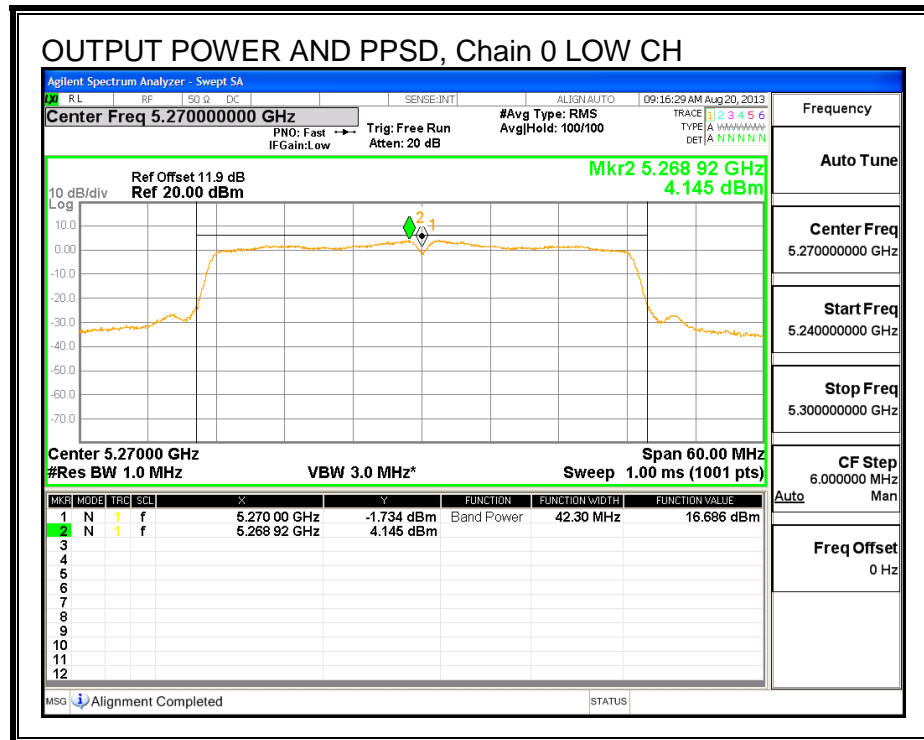 OUTPUT POWER AND PPSD, Chain 0 LOW CH
Agilent Spectrum Analyzer - Swept SA
LXI RL RF 50 Ω DC SENSE:INT ALIGN AUTO 09:16:29 AM Aug 20, 2013
Center Freq 5.270000000 GHz
PNO: Fast
IFGain:Low
Trig: Free Run
Atten: 20 dB
#Avg Type: RMS
Avg|Hold: 100/100
TRACE 1 2 3 4 5 6
TYPE A WWWWW
DET A N N N N N
Mkr2 5.268 92 GHz
4.145 dBm
Ref Offset 11.9 dB
10 dB/div Ref 20.00 dBm
Log
10.0
0.00
-10.0
-20.0
-30.0
-40.0
-50.0
-60.0
-70.0
2
1
Center 5.27000 GHz Span 60.00 MHz
#Res BW 1.0 MHz VBW 3.0 MHz* Sweep 1.00 ms (1001 pts)
MKR MODE TRC SCL X Y FUNCTION FUNCTION WIDTH FUNCTION VALUE
1 N 1 f 5.270 00 GHz -1.734 dBm Band Power 42.30 MHz 16.686 dBm
2 N 1 f 5.268 92 GHz 4.145 dBm
3
4
5
6
7
8
9
10
11
12
MSG Alignment Completed STATUS
Frequency
Auto Tune
Center Freq
5.270000000 GHz
Start Freq
5.240000000 GHz
Stop Freq
5.300000000 GHz
CF Step
6.000000 MHz
Auto Man
Freq Offset
0 Hz